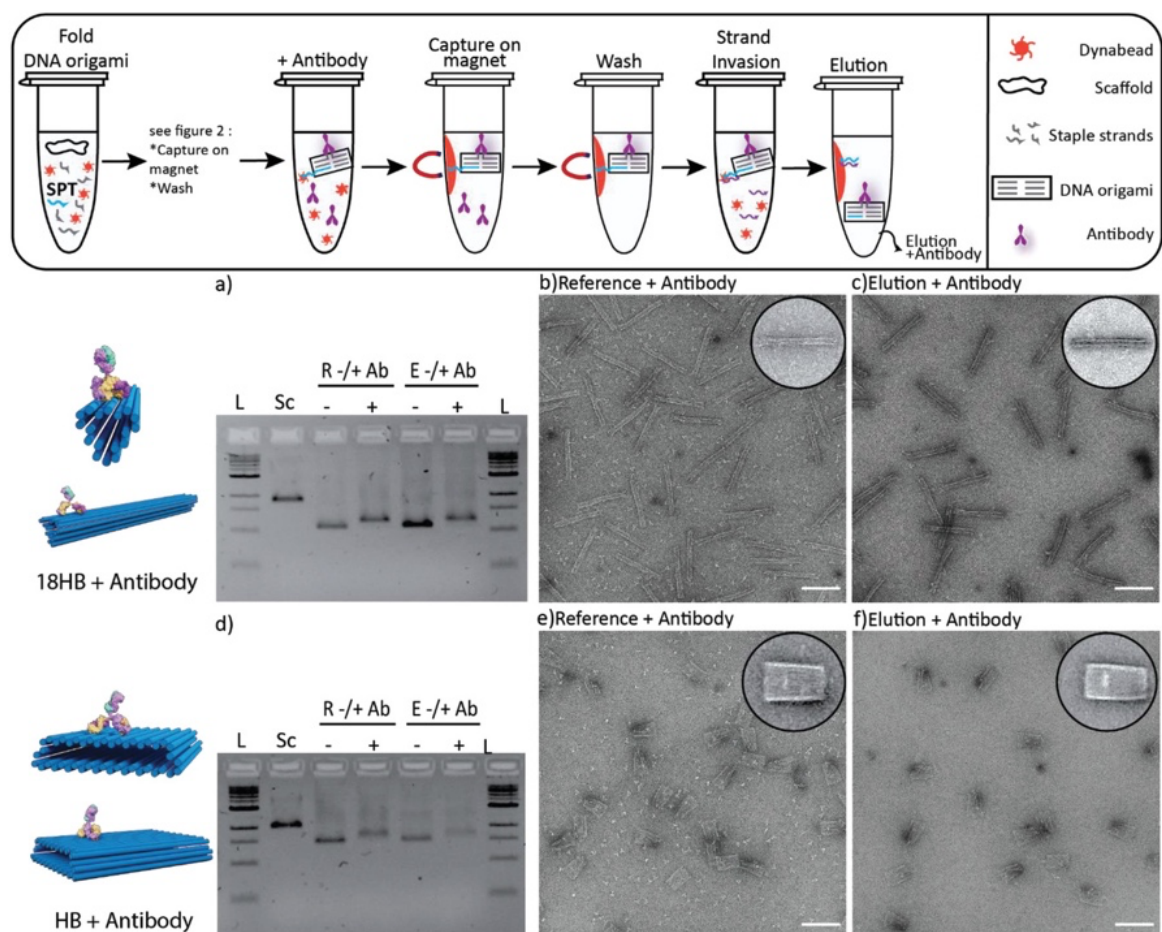 Fold
DNA origami
SPT
see figure 2 :
*Capture on
magnet
*Wash
+ Antibody
Capture on
magnet
Wash
Strand
Invasion
Elution
Elution
+Antibody
Dynabead
Scaffold
Staple strands
DNA origami
Antibody
a)
R -/+ Ab E -/+ Ab
L Sc - + - + L
18HB + Antibody
b)Reference + Antibody
c)Elution + Antibody
d)
R -/+ Ab E -/+ Ab
L Sc - + - + L
HB + Antibody
e)Reference + Antibody
f)Elution + Antibody